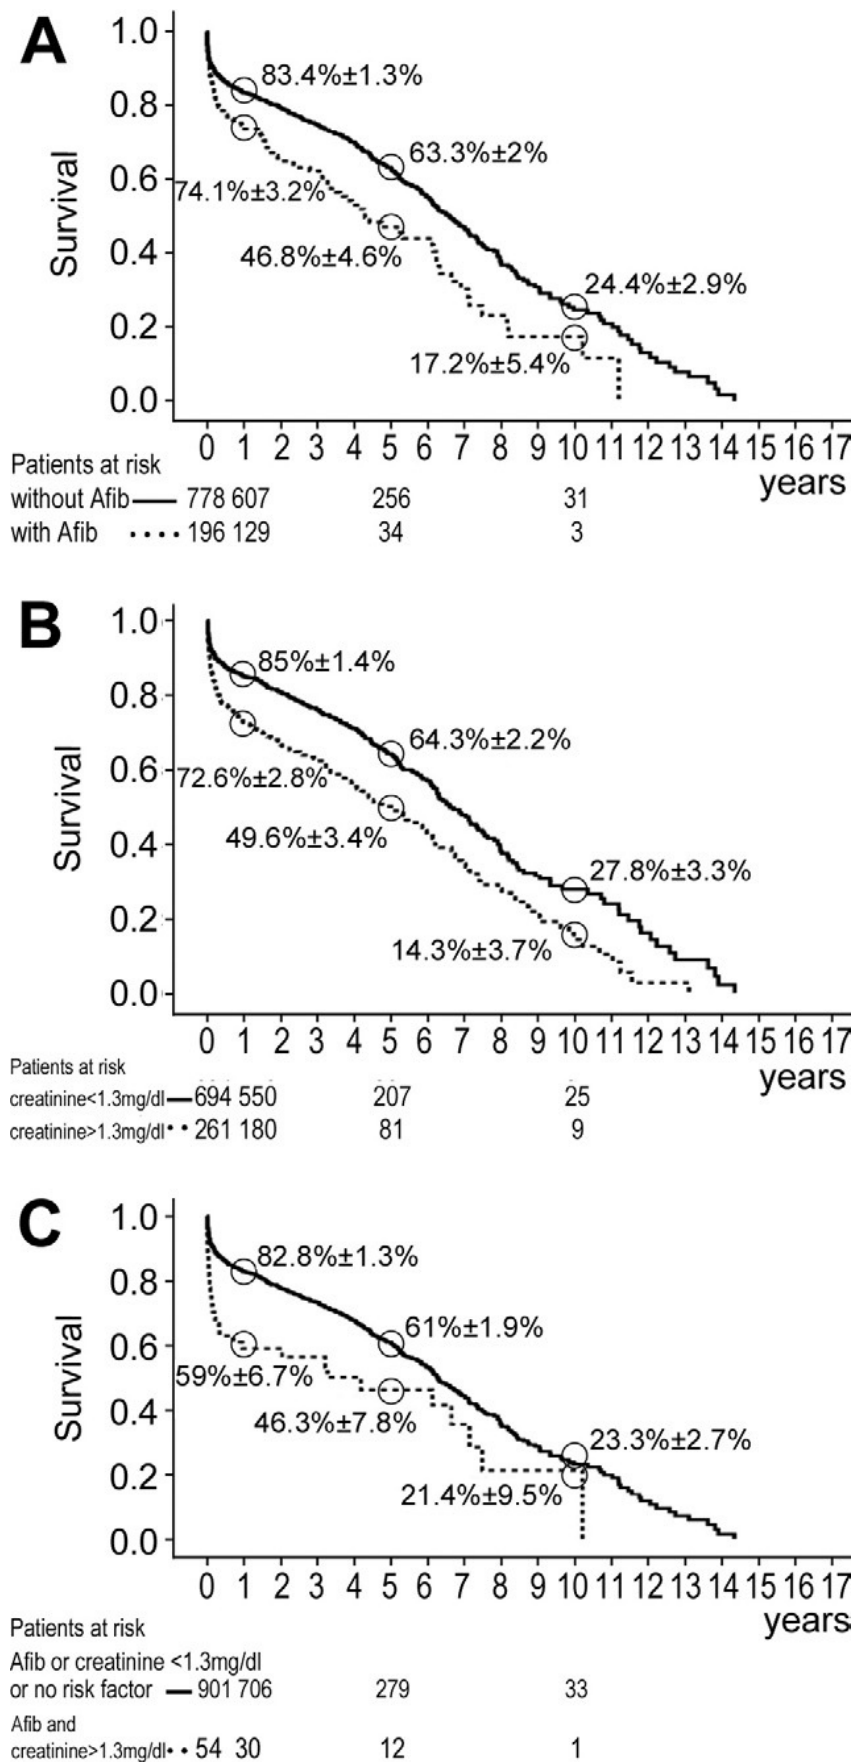 A
1.0
0.8
0.6
0.4
0.2
0.0
Survival
83.4%±1.3%
63.3%±2%
74.1%±3.2%
46.8%±4.6%
24.4%±2.9%
17.2%±5.4%
0 1 2 3 4 5 6 7 8 9 10 11 12 13 14 15 16 17
years
Patients at risk
without Afib 778 607 256 31
with Afib 196 129 34 3
B
1.0
0.8
0.6
0.4
0.2
0.0
Survival
85%±1.4%
64.3%±2.2%
72.6%±2.8%
49.6%±3.4%
27.8%±3.3%
14.3%±3.7%
0 1 2 3 4 5 6 7 8 9 10 11 12 13 14 15 16 17
years
Patients at risk
creatinine<1.3mg/dl 694 550 207 25
creatinine>1.3mg/dl 261 180 81 9
C
1.0
0.8
0.6
0.4
0.2
0.0
Survival
82.8%±1.3%
61%±1.9%
59%±6.7%
46.3%±7.8%
23.3%±2.7%
21.4%±9.5%
0 1 2 3 4 5 6 7 8 9 10 11 12 13 14 15 16 17
years
Patients at risk
Afib or creatinine <1.3mg/dl
or no risk factor 901 706 279 33
Afib and
creatinine>1.3mg/dl 54 30 12 1